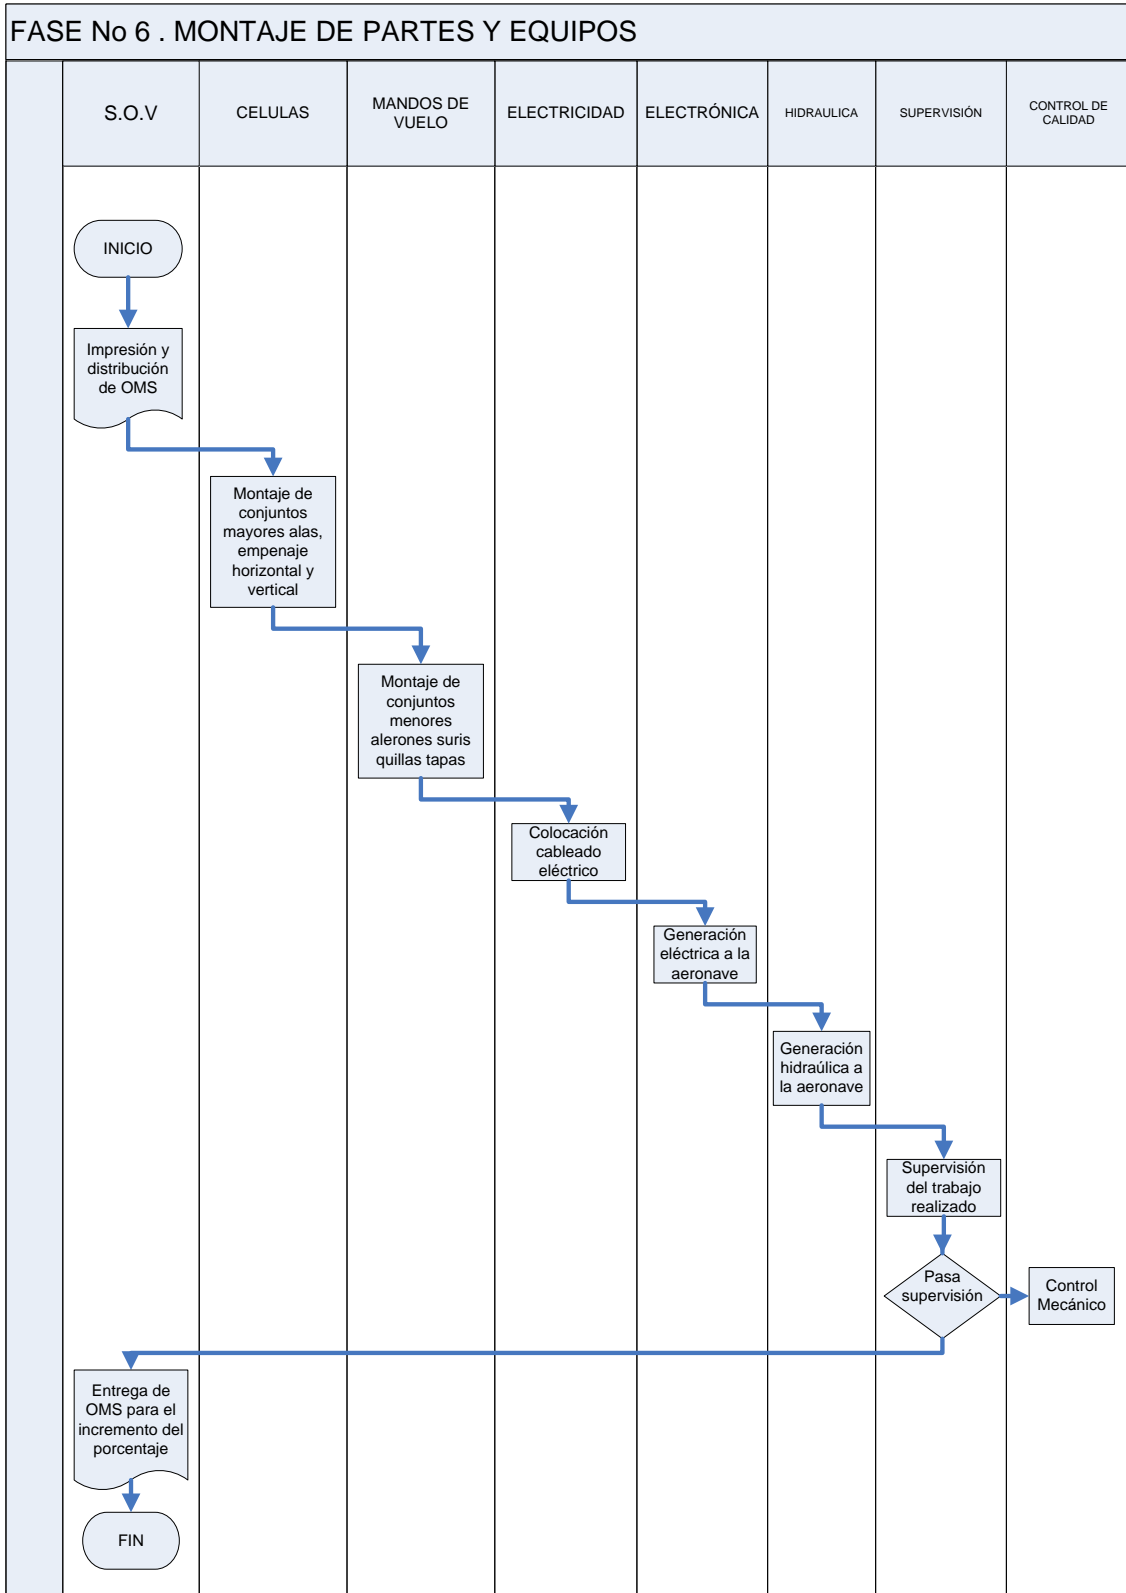 FASE No 6 . MONTAJE DE PARTES Y EQUIPOS
S.O.V
CELULAS
MANDOS DE
VUELO
ELECTRICIDAD
ELECTRÓNICA
HIDRAULICA
SUPERVISIÓN
CONTROL DE
CALIDAD
INICIO
Impresión y
distribución
de OMS
Montaje de
conjuntos
mayores alas,
empenaje
horizontal y
vertical
Montaje de
conjuntos
menores
alerones suris
quillas tapas
Colocación
cableado
eléctrico
Generación
eléctrica a la
aeronave
Generación
hidraúlica a
la aeronave
Supervisión
del trabajo
realizado
Pasa
supervisión
Control
Mecánico
Entrega de
OMS para el
incremento del
porcentaje
FIN